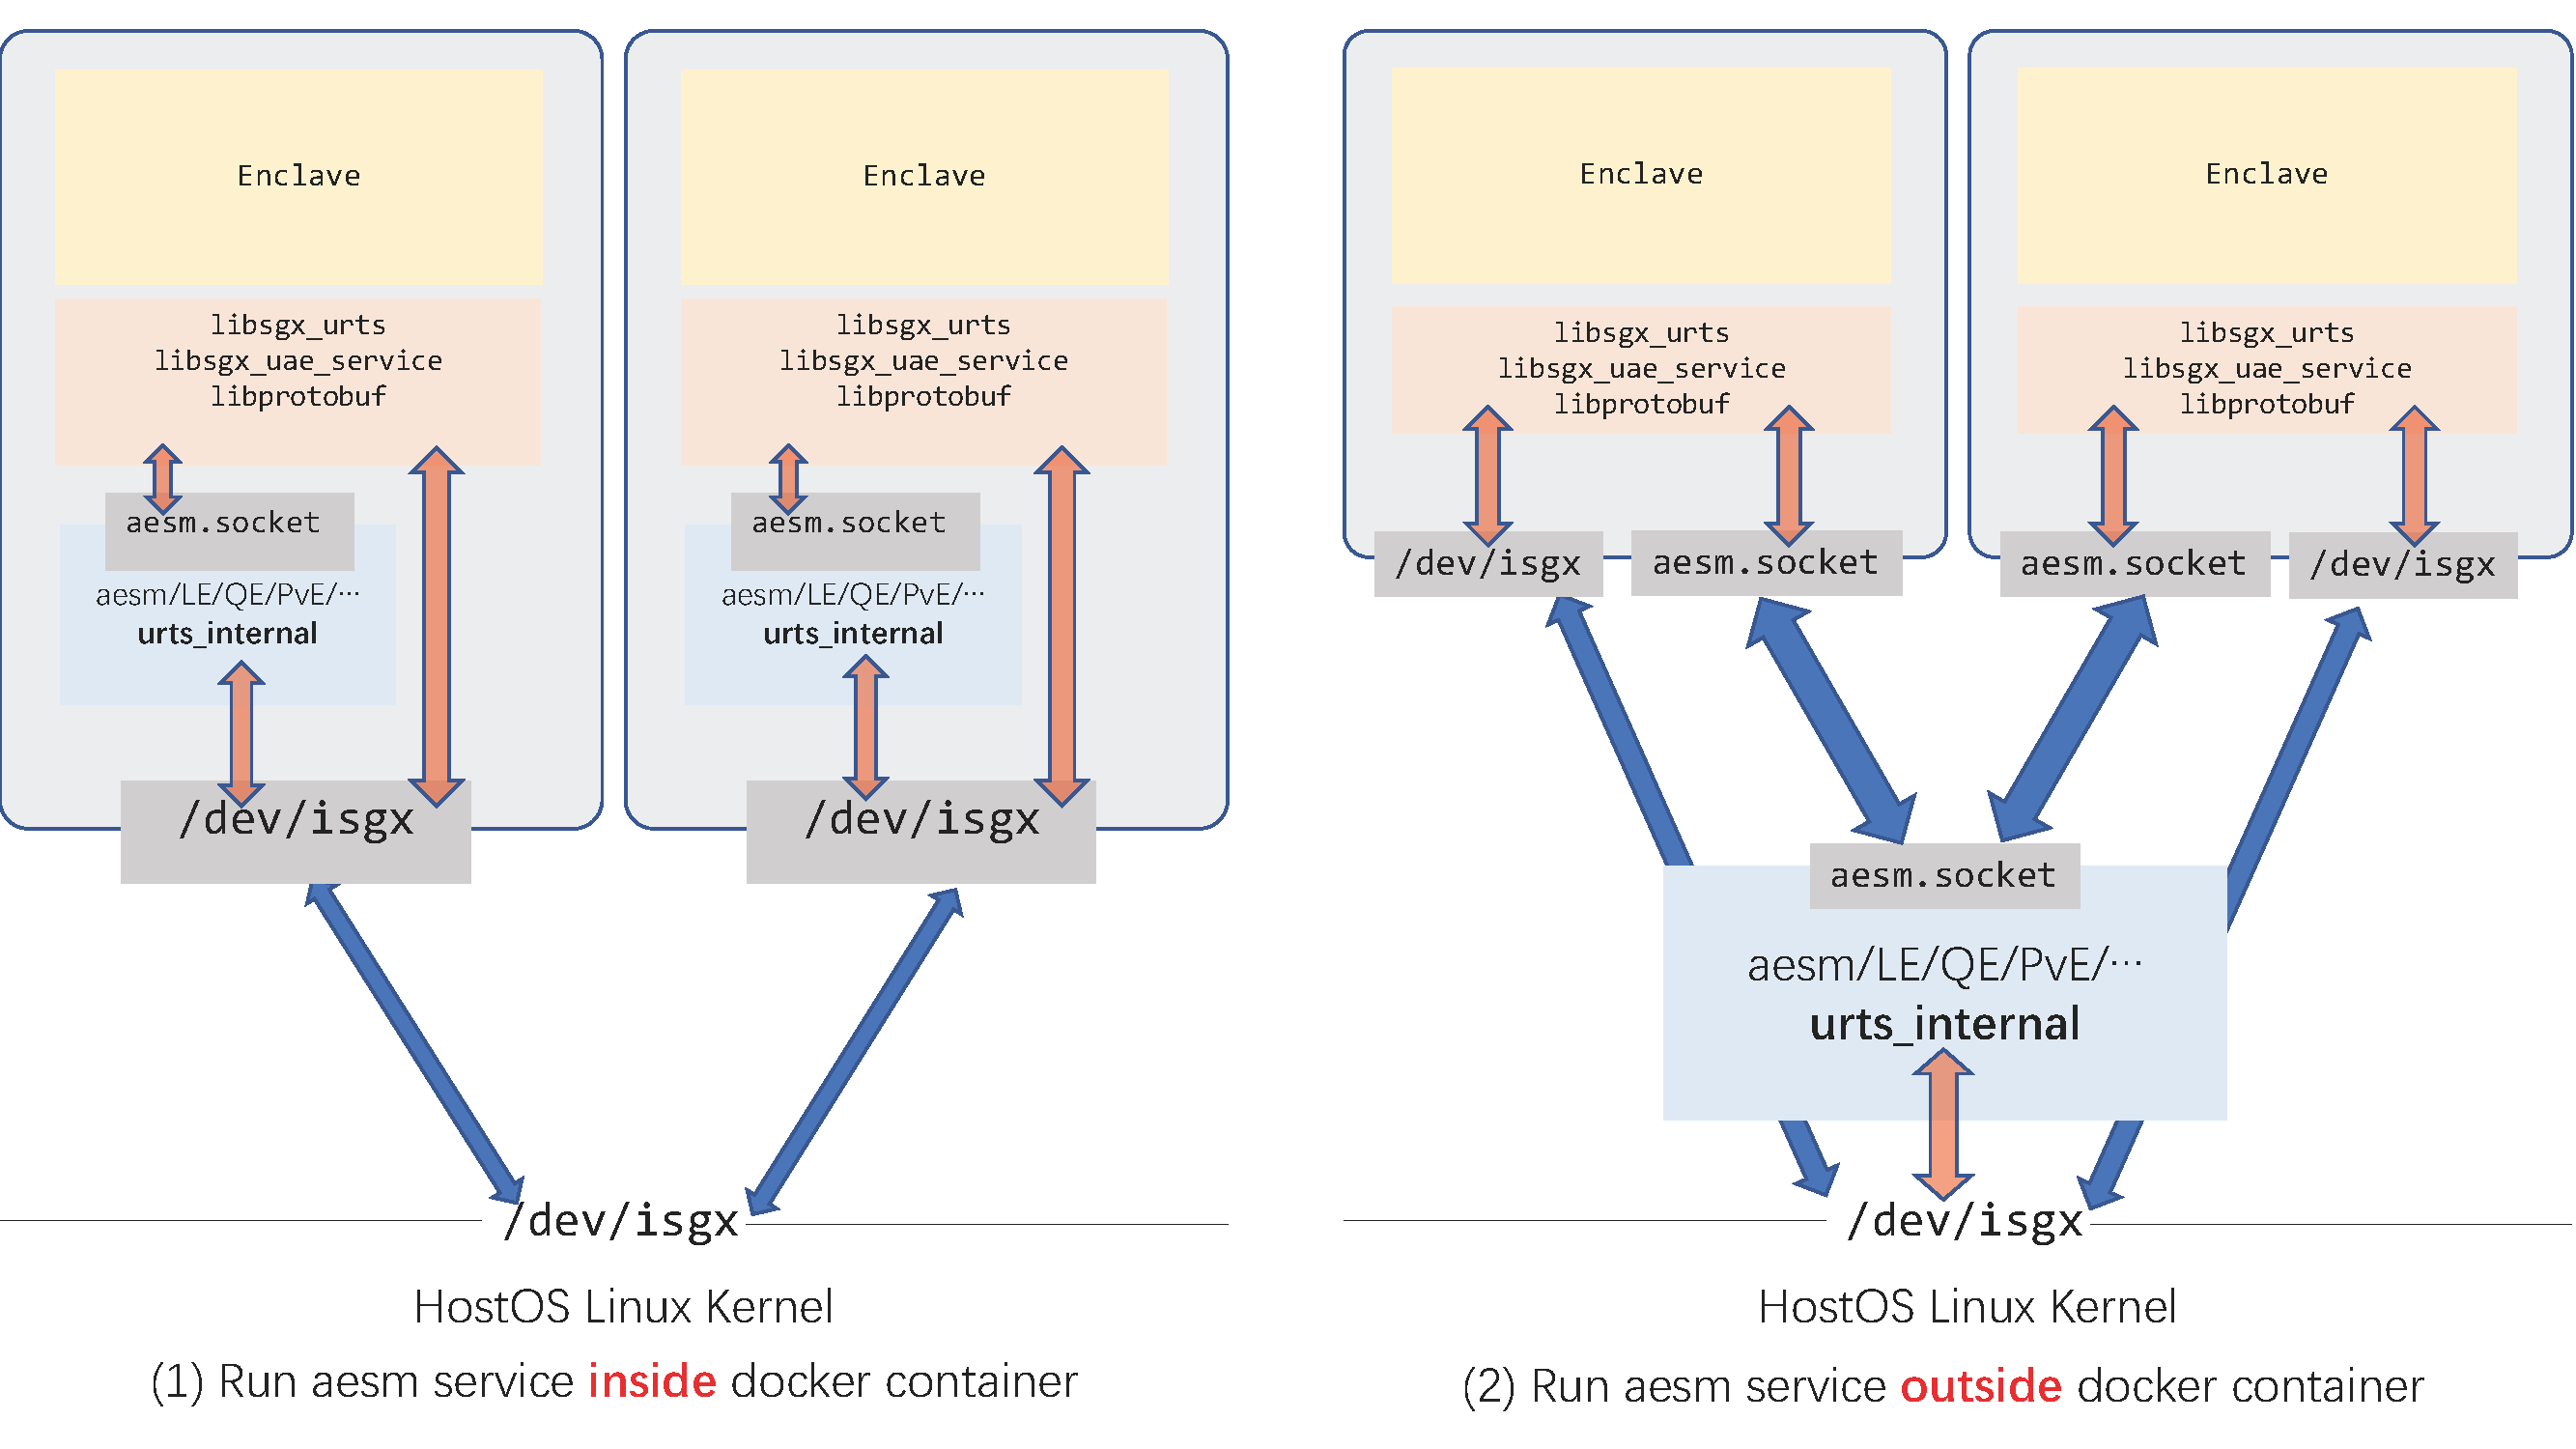 Enclave
libsgx_urts
libsgx_uae_service
libprotobuf
aesm.socket
aesm/LE/QE/PvE/···
urts_internal
/dev/isgx
Enclave
libsgx_urts
libsgx_uae_service
libprotobuf
aesm.socket
aesm/LE/QE/PvE/···
urts_internal
/dev/isgx
/dev/isgx
HostOS Linux Kernel
(1) Run aesm service inside docker container
Enclave
libsgx_urts
libsgx_uae_service
libprotobuf
/dev/isgx
aesm.socket
Enclave
libsgx_urts
libsgx_uae_service
libprotobuf
aesm.socket
/dev/isgx
aesm.socket
aesm/LE/QE/PvE/···
urts_internal
/dev/isgx
HostOS Linux Kernel
(2) Run aesm service outside docker container